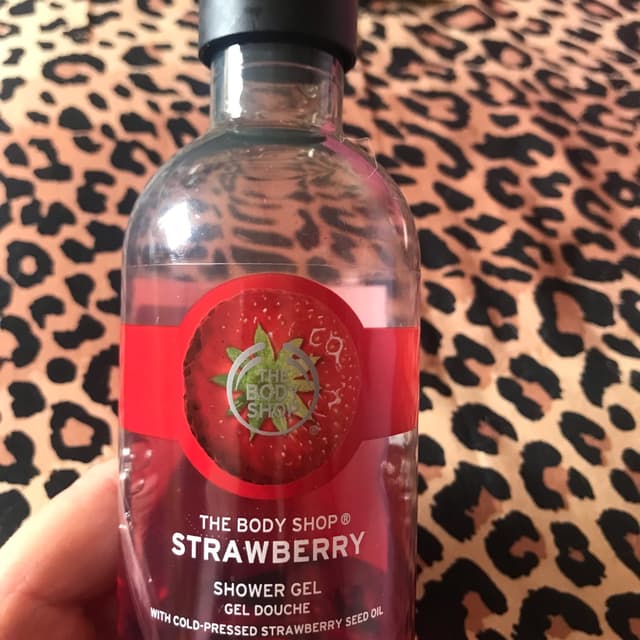 THE
BODY
SHOP®
THE BODY SHOP®
STRAWBERRY
SHOWER GEL
GEL DOUCHE
WITH COLD-PRESSED STRAWBERRY SEED OIL